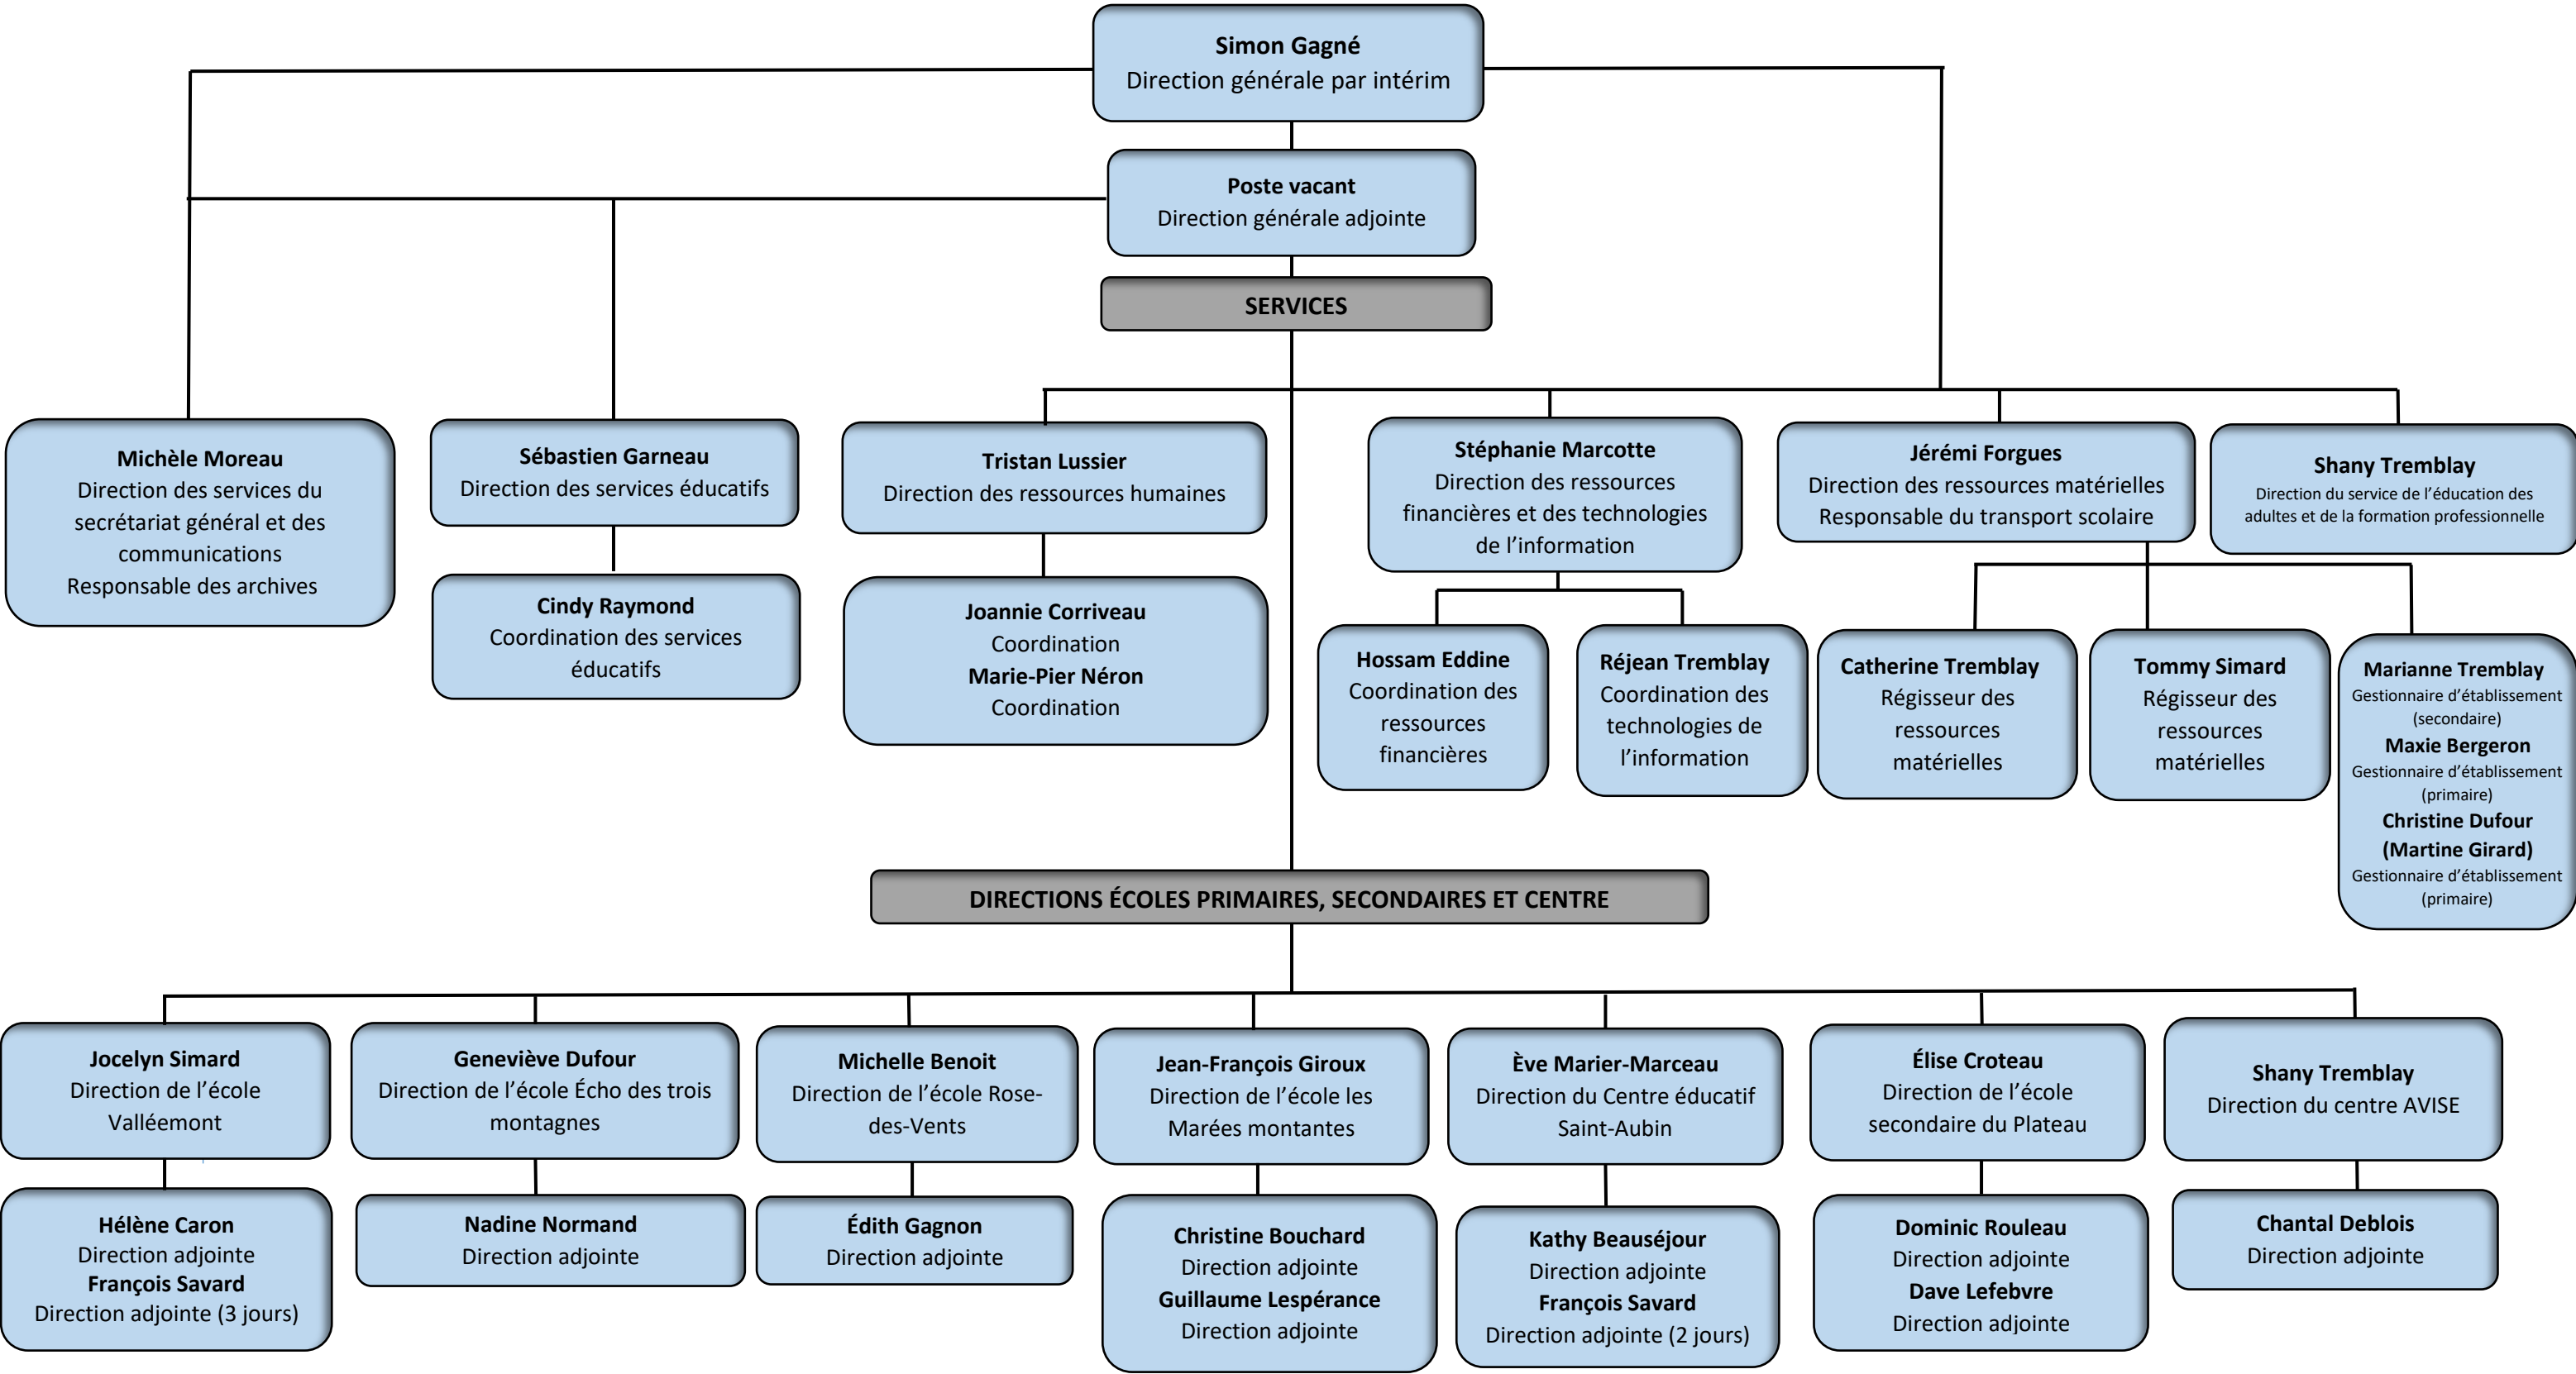 Simon Gagné
Direction générale par intérim
Poste vacant
Direction générale adjointe
SERVICES
Michèle Moreau
Direction des services du
secrétariat général et des
communications
Responsable des archives
Sébastien Garneau
Direction des services éducatifs
Cindy Raymond
Coordination des services
éducatifs
Tristan Lussier
Direction des ressources humaines
Joannie Corriveau
Coordination
Marie-Pier Néron
Coordination
Stéphanie Marcotte
Direction des ressources
financières et des technologies
de l’information
Hossam Eddine
Coordination des
ressources
financières
Réjean Tremblay
Coordination des
technologies de
l’information
Jérémi Forgues
Direction des ressources matérielles
Responsable du transport scolaire
Catherine Tremblay
Régisseur des
ressources
matérielles
Tommy Simard
Régisseur des
ressources
matérielles
Marianne Tremblay
Gestionnaire d’établissement
(secondaire)
Maxie Bergeron
Gestionnaire d’établissement
(primaire)
Christine Dufour
(Martine Girard)
Gestionnaire d’établissement
(primaire)
Shany Tremblay
Direction du service de l’éducation des
adultes et de la formation professionnelle
DIRECTIONS ÉCOLES PRIMAIRES, SECONDAIRES ET CENTRE
Jocelyn Simard
Direction de l’école
Valléemont
Hélène Caron
Direction adjointe
François Savard
Direction adjointe (3 jours)
Geneviève Dufour
Direction de l’école Écho des trois
montagnes
Nadine Normand
Direction adjointe
Michelle Benoit
Direction de l’école Rose-
des-Vents
Édith Gagnon
Direction adjointe
Jean-François Giroux
Direction de l’école les
Marées montantes
Christine Bouchard
Direction adjointe
Guillaume Lespérance
Direction adjointe
Ève Marier-Marceau
Direction du Centre éducatif
Saint-Aubin
Kathy Beauséjour
Direction adjointe
François Savard
Direction adjointe (2 jours)
Élise Croteau
Direction de l’école
secondaire du Plateau
Dominic Rouleau
Direction adjointe
Dave Lefebvre
Direction adjointe
Shany Tremblay
Direction du centre AVISE
Chantal Deblois
Direction adjointe